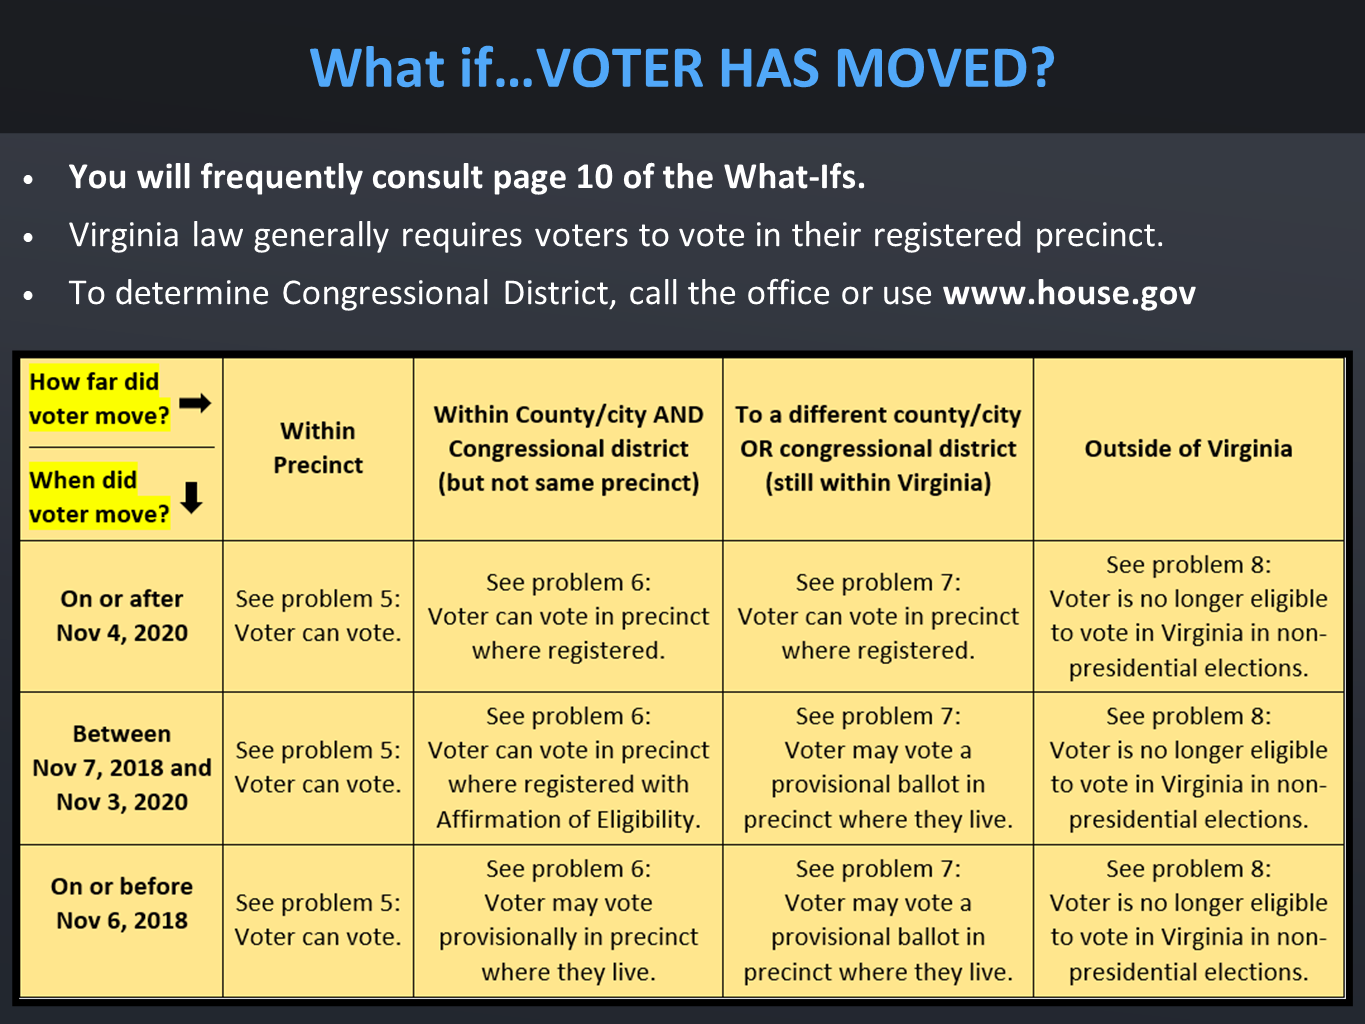 What if…VOTER HAS MOVED?
• You will frequently consult page 10 of the What-Ifs.
• Virginia law generally requires voters to vote in their registered precinct.
• To determine Congressional District, call the office or use www.house.gov
How far did
voter move?
When did
voter move?
Within
Precinct
Within County/city AND
Congressional district
(but not same precinct)
To a different county/city
OR congressional district
(still within Virginia)
Outside of Virginia
On or after
Nov 4, 2020
See problem 5:
Voter can vote.
See problem 6:
Voter can vote in precinct
where registered.
See problem 7:
Voter can vote in precinct
where registered.
See problem 8:
Voter is no longer eligible
to vote in Virginia in non-
presidential elections.
Between
Nov 7, 2018 and
Nov 3, 2020
See problem 5:
Voter can vote.
See problem 6:
Voter can vote in precinct
where registered with
Affirmation of Eligibility.
See problem 7:
Voter may vote a
provisional ballot in
precinct where they live.
See problem 8:
Voter is no longer eligible
to vote in Virginia in non-
presidential elections.
On or before
Nov 6, 2018
See problem 5:
Voter can vote.
See problem 6:
Voter may vote
provisionally in precinct
where they live.
See problem 7:
Voter may vote a
provisional ballot in
precinct where they live.
See problem 8:
Voter is no longer eligible
to vote in Virginia in non-
presidential elections.